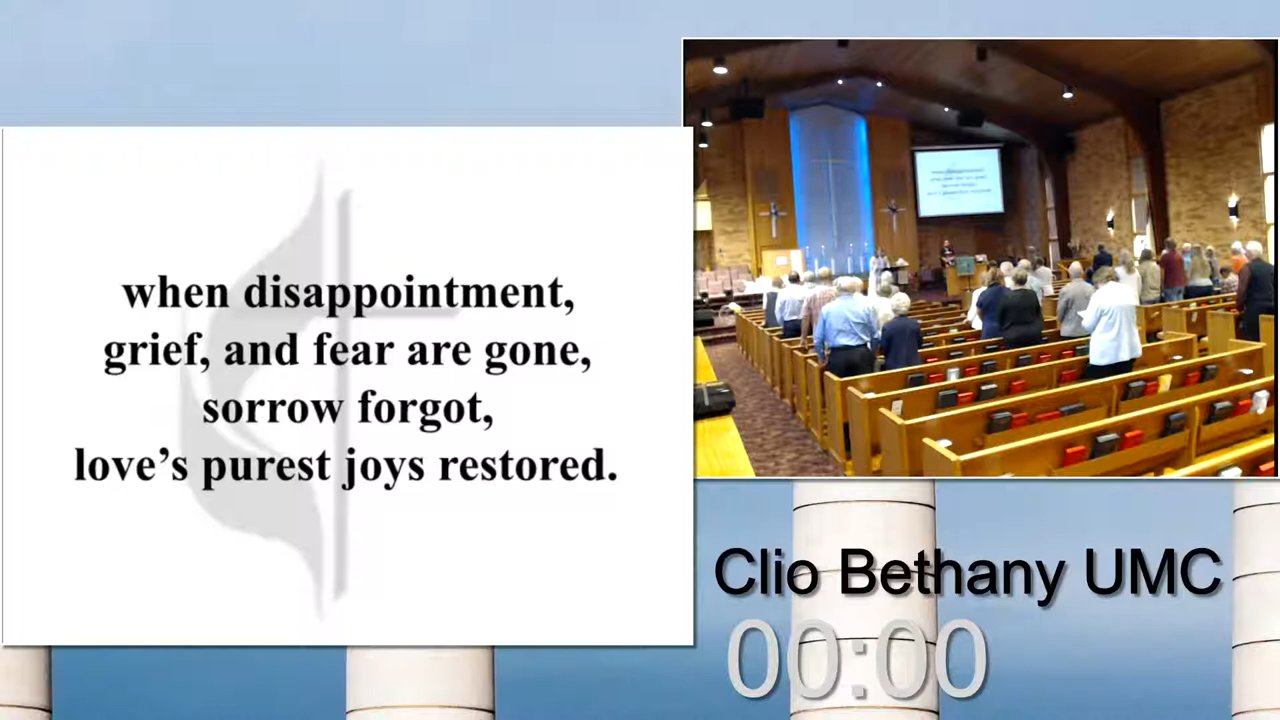 when disappointment,
grief, and fear are gone,
sorrow forgot,
love’s purest joys restored.
Clio Bethany UMC
00:00